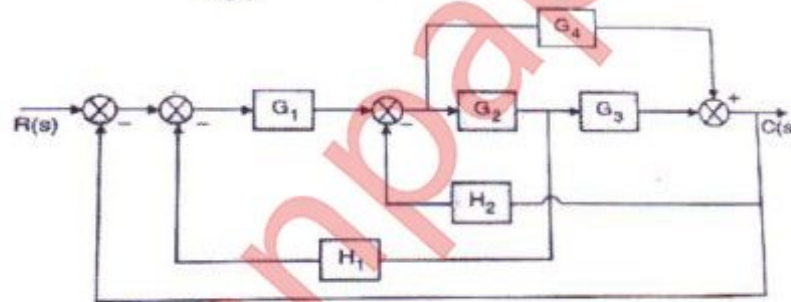 G₄
R(s) − − G₁ − G₂ G₃ + C(s
H₂
H₁